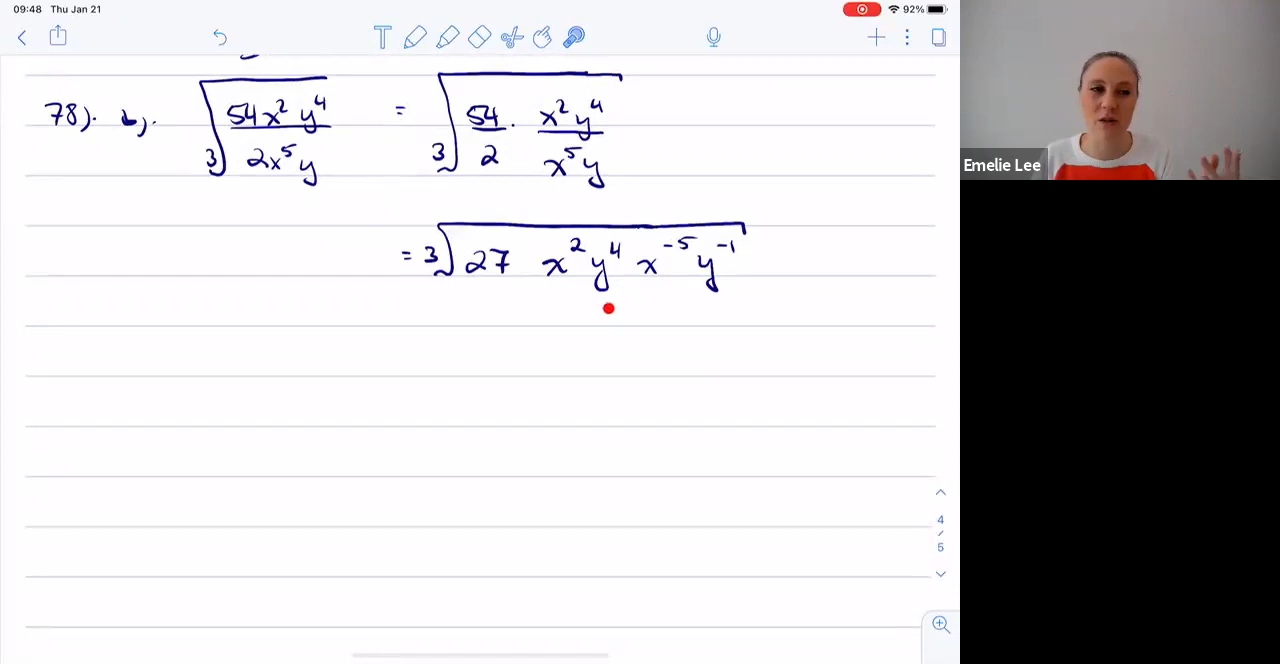 09:48 Thu Jan 21
92%
78). b). ∛(54x²y⁴ / 2x⁵y) = ∛(54/2 · x²y⁴ / x⁵y)
= ∛(27 x²y⁴ x⁻⁵y⁻¹)
Emelie Lee
4
5